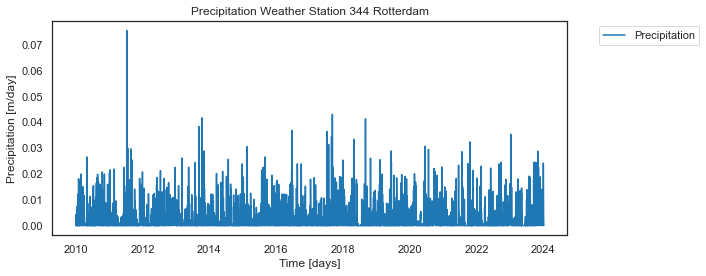 Precipitation Weather Station 344 Rotterdam
Precipitation
Precipitation [m/day]
0.07
0.06
0.05
0.04
0.03
0.02
0.01
0.00
2010 2012 2014 2016 2018 2020 2022 2024
Time [days]